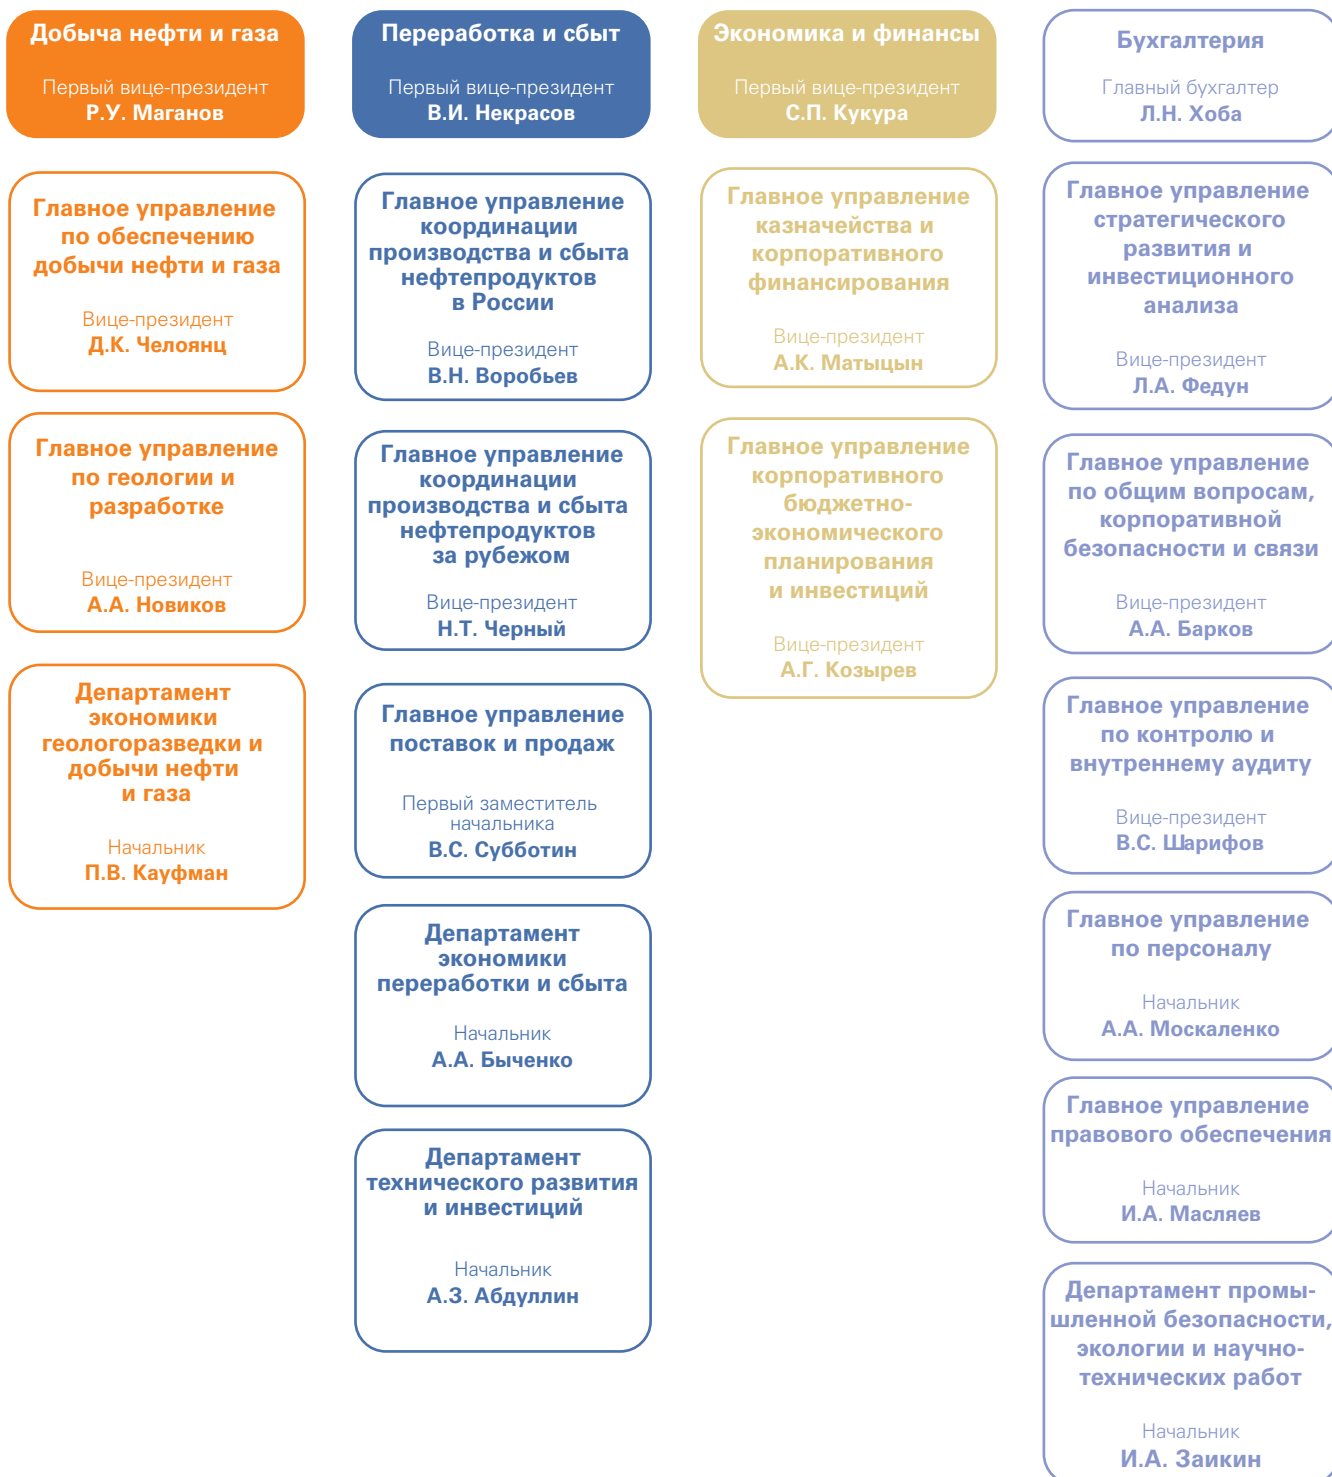 Добыча нефти и газа
Первый вице-президент
Р.У. Маганов
Главное управление
по обеспечению
добычи нефти и газа
Вице-президент
Д.К. Челоянц
Главное управление
по геологии и
разработке
Вице-президент
А.А. Новиков
Департамент
экономики
геологоразведки и
добычи нефти
и газа
Начальник
П.В. Кауфман
Переработка и сбыт
Первый вице-президент
В.И. Некрасов
Главное управление
координации
производства и сбыта
нефтепродуктов
в России
Вице-президент
В.Н. Воробьев
Главное управление
координации
производства и сбыта
нефтепродуктов
за рубежом
Вице-президент
Н.Т. Черный
Главное управление
поставок и продаж
Первый заместитель
начальника
В.С. Субботин
Департамент
экономики
переработки и сбыта
Начальник
А.А. Быченко
Департамент
технического развития
и инвестиций
Начальник
А.З. Абдуллин
Экономика и финансы
Первый вице-президент
С.П. Кукура
Главное управление
казначейства и
корпоративного
финансирования
Вице-президент
А.К. Матыцын
Главное управление
корпоративного
бюджетно-
экономического
планирования
и инвестиций
Вице-президент
А.Г. Козырев
Бухгалтерия
Главный бухгалтер
Л.Н. Хоба
Главное управление
стратегического
развития и
инвестиционного
анализа
Вице-президент
Л.А. Федун
Главное управление
по общим вопросам,
корпоративной
безопасности и связи
Вице-президент
А.А. Барков
Главное управление
по контролю и
внутреннему аудиту
Вице-президент
В.С. Шарифов
Главное управление
по персоналу
Начальник
А.А. Москаленко
Главное управление
правового обеспечения
Начальник
И.А. Масляев
Департамент промы-
шленной безопасности,
экологии и научно-
технических работ
Начальник
И.А. Заикин